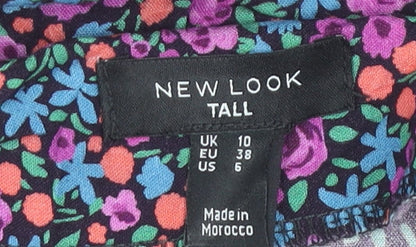 NEW LOOK
TALL
UK 10
EU 38
US 6
Made in
Morocco